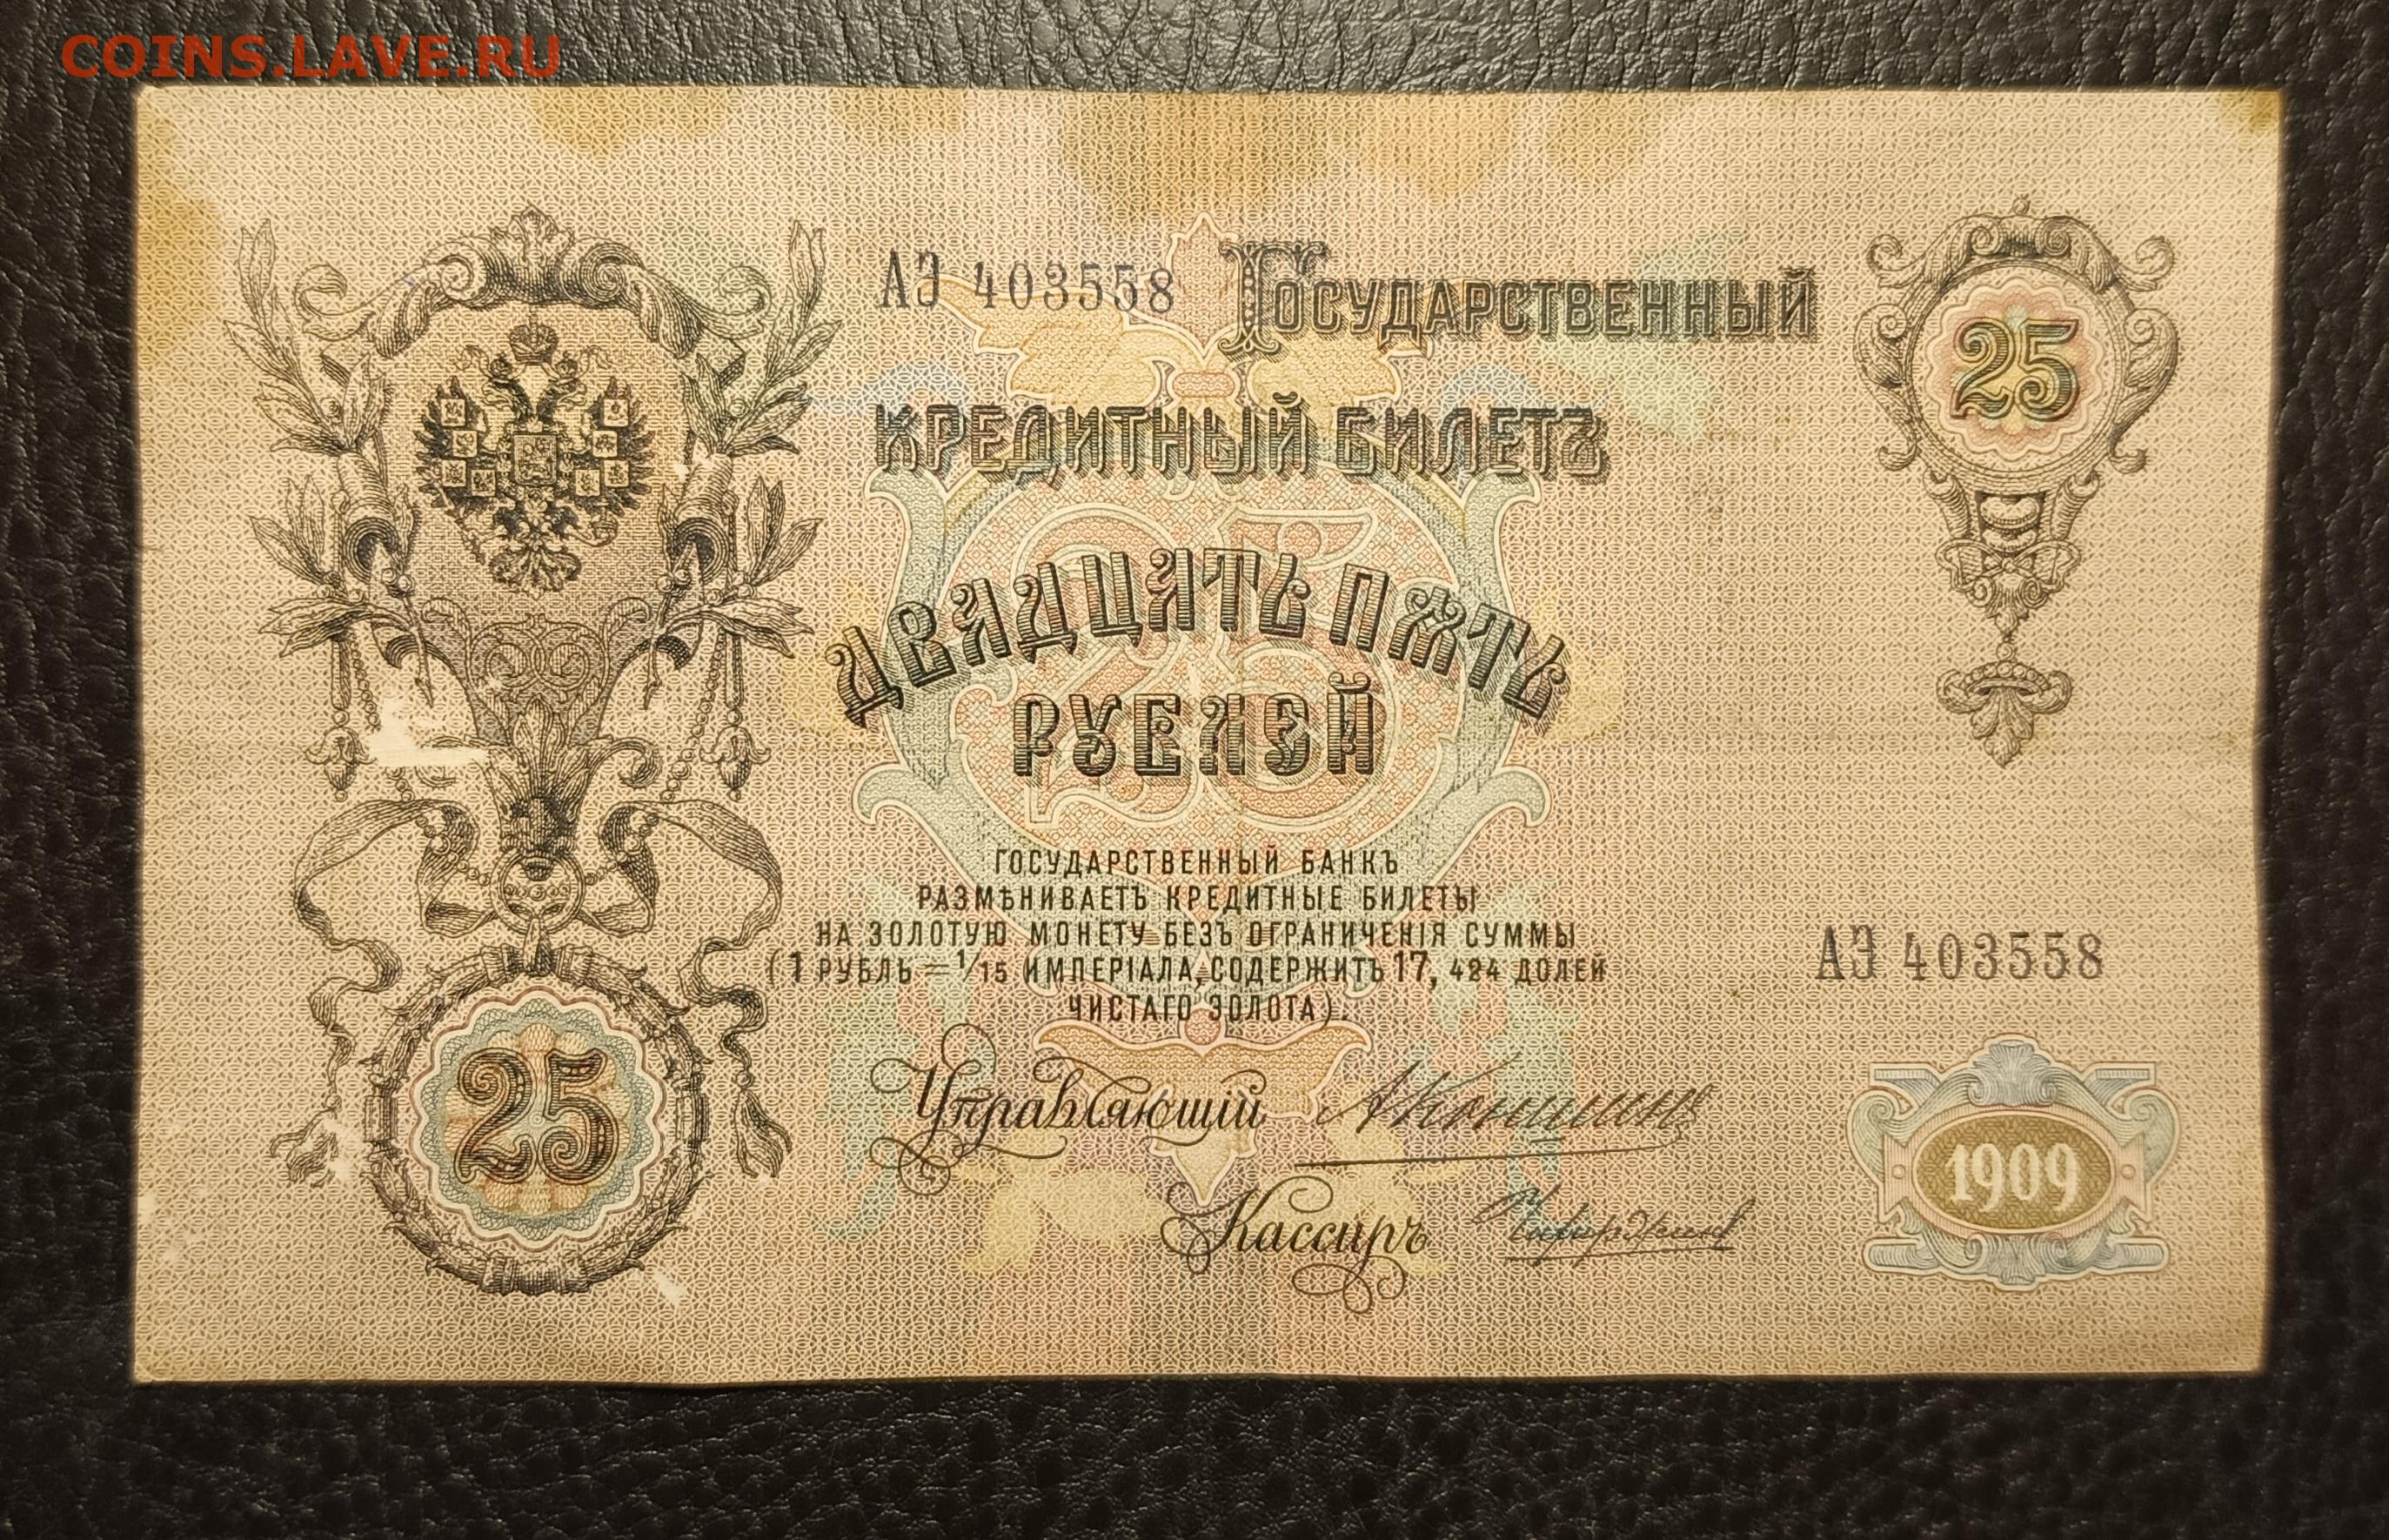 COINS.LAVE.RU
АЭ 403558
ГОСУДАРСТВЕННЫЙ
КРЕДИТНЫЙ БИЛЕТЪ
25
ДВАДЦАТЬ ПЯТЬ
РУБЛЕЙ
ГОСУДАРСТВЕННЫЙ БАНКЪ
РАЗМѢНИВАЕТЪ КРЕДИТНЫЕ БИЛЕТЫ
НА ЗОЛОТУЮ МОНЕТУ БЕЗЪ ОГРАНИЧЕНІЯ СУММЫ
(1 РУБЛЬ = 1/15 ИМПЕРІАЛА, СОДЕРЖИТЪ 17, 424 ДОЛЕЙ
ЧИСТАГО ЗОЛОТА).
АЭ 403558
25
Управляющій АКоншинъ
Кассиръ
1909
25